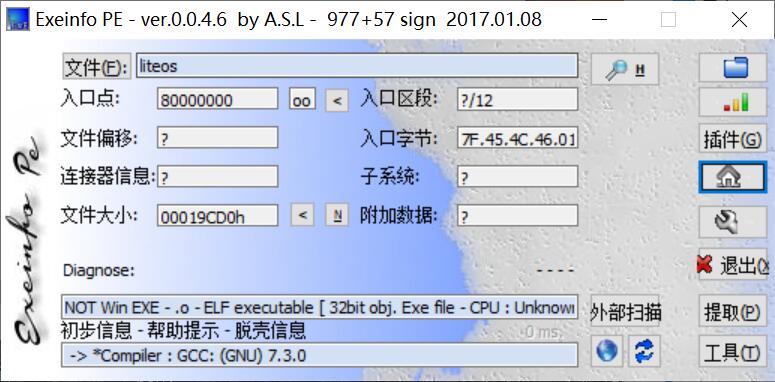 Exeinfo PE - ver.0.0.4.6 by A.S.L - 977+57 sign 2017.01.08
文件(F): liteos H
入口点: 80000000 oo < 入口区段: ?/12
文件偏移: ? 入口字节: 7F.45.4C.46.01 插件(G)
连接器信息: ? 子系统: ?
文件大小: 00019CD0h < N 附加数据: ?
Exeinfo Pe
Diagnose: ---- 退出(X
NOT Win EXE - .o - ELF executable [ 32bit obj. Exe file - CPU : Unknown 外部扫描 提取(P)
初步信息 - 帮助提示 - 脱壳信息 0 ms.
-> *Compiler : GCC: (GNU) 7.3.0 工具(T)